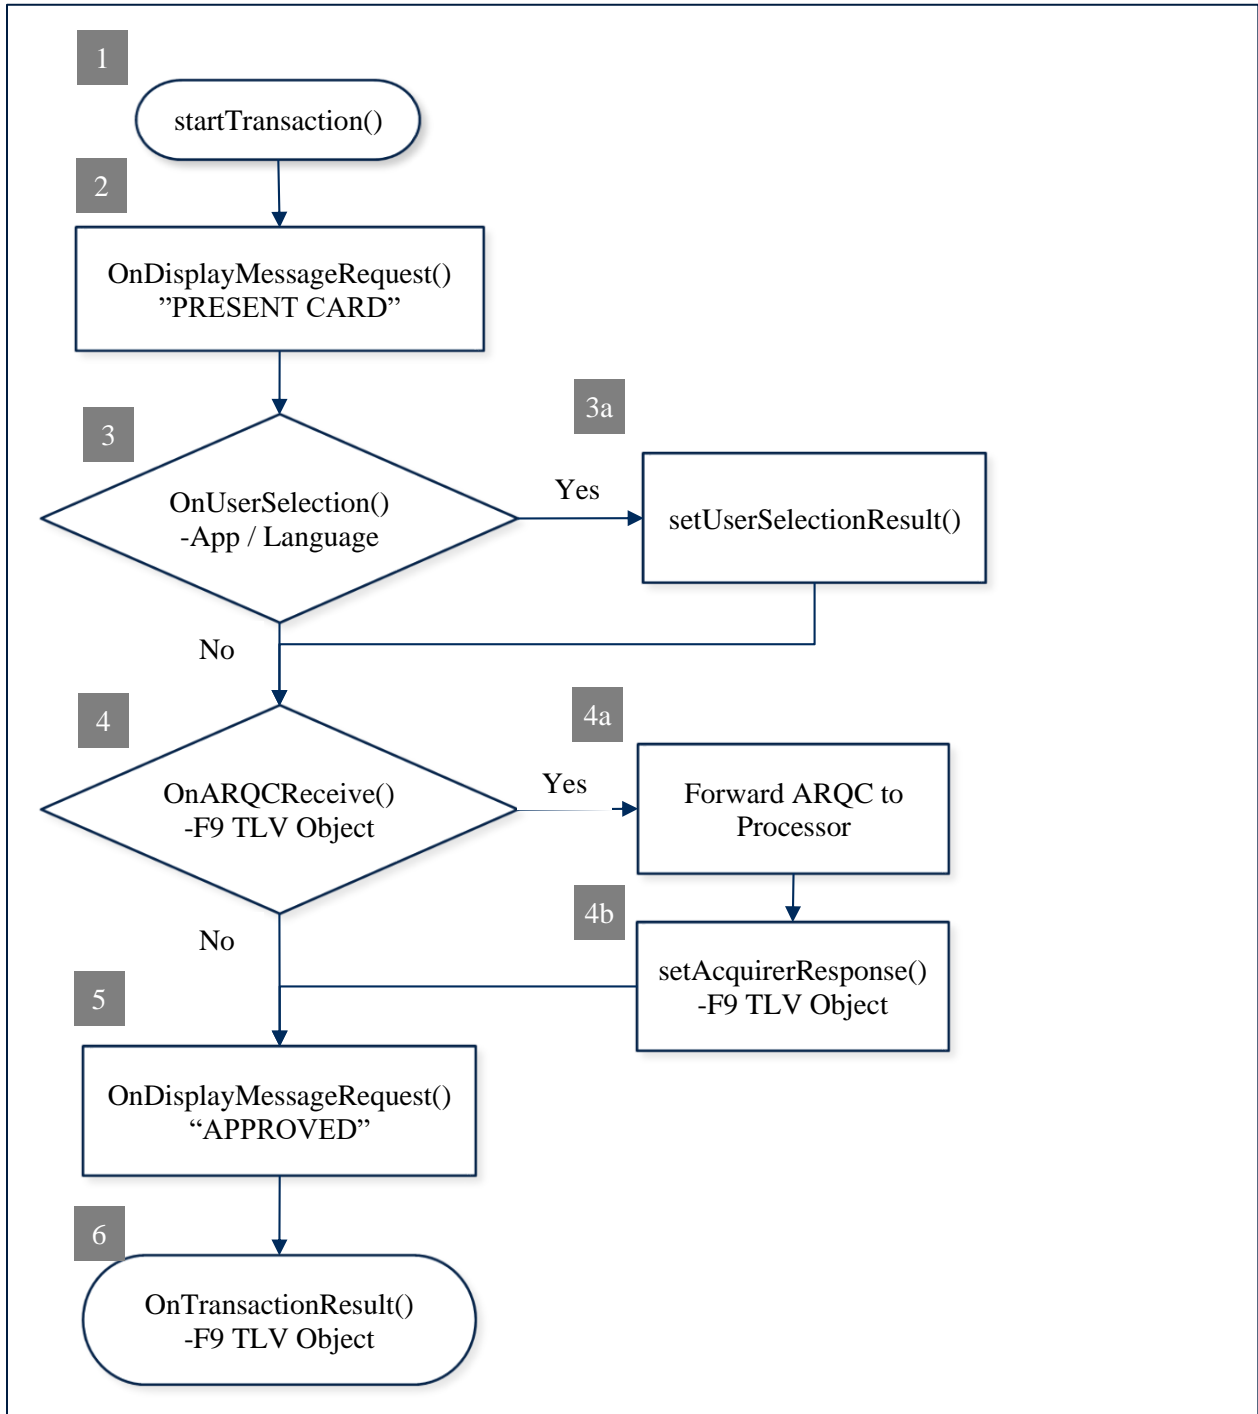 1
startTransaction()
2
OnDisplayMessageRequest()
”PRESENT CARD”
3
OnUserSelection()
-App / Language
Yes
3a
setUserSelectionResult()
No
4
OnARQCReceive()
-F9 TLV Object
Yes
4a
Forward ARQC to
Processor
4b
setAcquirerResponse()
-F9 TLV Object
No
5
OnDisplayMessageRequest()
“APPROVED”
6
OnTransactionResult()
-F9 TLV Object